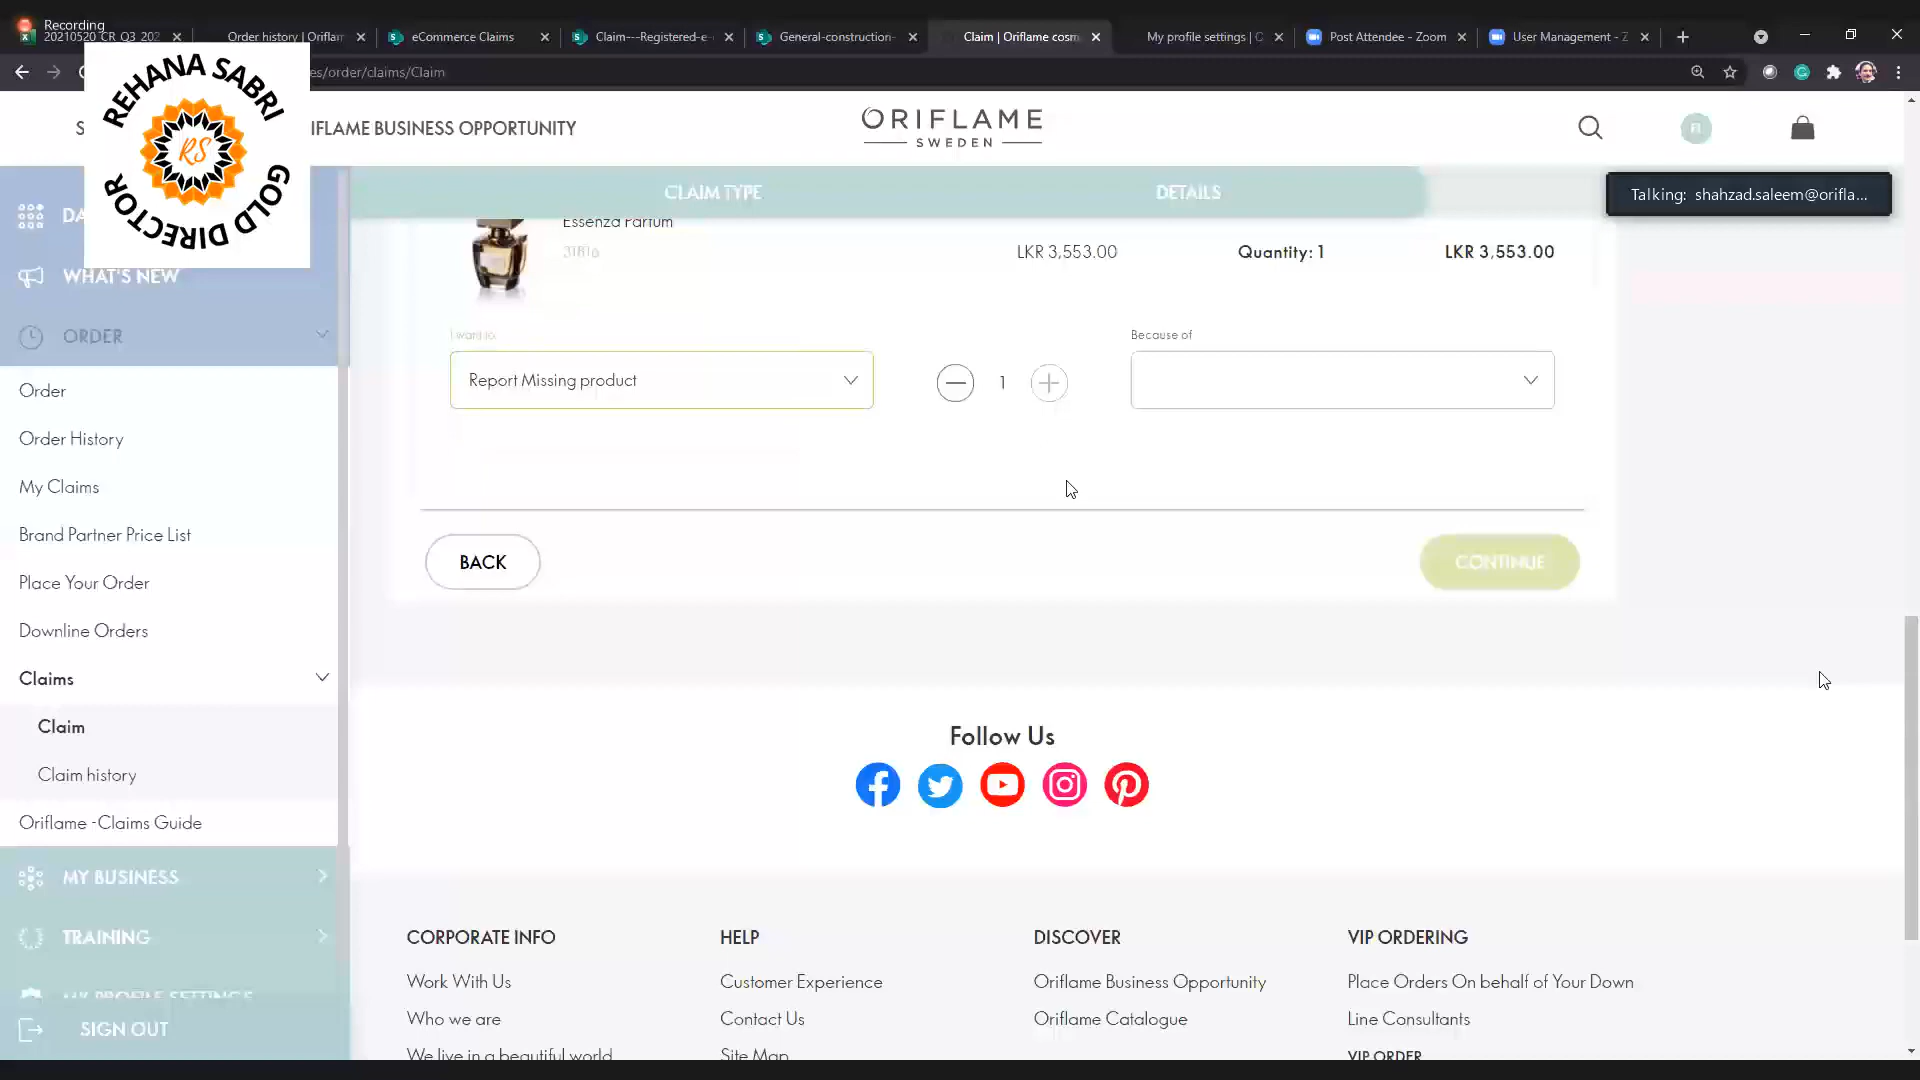 Recording
20210520_CR_Q3_202
Order history | Oriflam
eCommerce Claims
Claim---Registered-e-
General-construction-
Claim | Oriflame cosm
My profile settings | O
Post Attendee - Zoom
User Management - Z
es/order/claims/Claim
REHANA SABRI
RS
GOLD DIRECTOR
S
IFLAME BUSINESS OPPORTUNITY
ORIFLAME
SWEDEN
Talking: shahzad.saleem@orifla...
CLAIM TYPE
DETAILS
DA
WHAT'S NEW
ORDER
Order
Order History
My Claims
Brand Partner Price List
Place Your Order
Downline Orders
Claims
Claim
Claim history
Oriflame -Claims Guide
MY BUSINESS
TRAINING
MY PROFILE SETTINGS
SIGN OUT
Essenza Parfum
LKR 3,553.00
Quantity: 1
LKR 3,553.00
I want to
Because of
Report Missing product
1
BACK
CONTINUE
Follow Us
CORPORATE INFO
Work With Us
Who we are
We live in a beautiful world
HELP
Customer Experience
Contact Us
Site Map
DISCOVER
Oriflame Business Opportunity
Oriflame Catalogue
VIP ORDERING
Place Orders On behalf of Your Down
Line Consultants
VIP ORDER